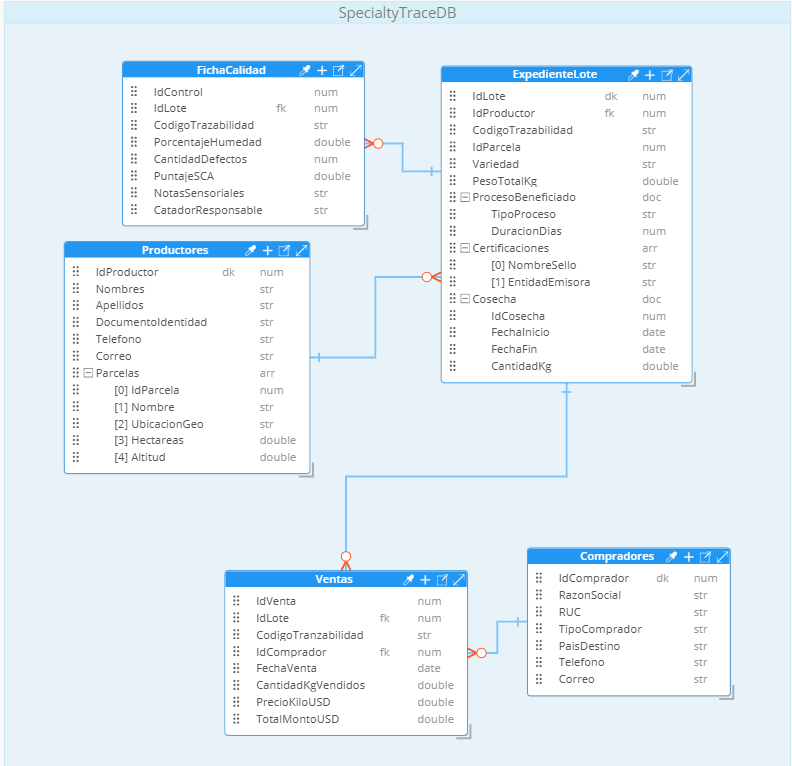 SpecialtyTraceDB
FichaCalidad
IdControl num
IdLote fk num
CodigoTrazabilidad str
PorcentajeHumedad double
CantidadDefectos num
PuntajeSCA double
NotasSensoriales str
CatadorResponsable str
ExpedienteLote
IdLote dk num
IdProductor fk num
CodigoTrazabilidad str
IdParcela num
Variedad str
PesoTotalKg double
ProcesoBeneficiado doc
TipoProceso str
DuracionDias num
Certificaciones arr
[0] NombreSello str
[1] EntidadEmisora str
Cosecha doc
IdCosecha num
FechaInicio date
FechaFin date
CantidadKg double
Productores
IdProductor dk num
Nombres str
Apellidos str
DocumentoIdentidad str
Telefono str
Correo str
Parcelas arr
[0] IdParcela num
[1] Nombre str
[2] UbicacionGeo str
[3] Hectareas double
[4] Altitud double
Ventas
IdVenta num
IdLote fk num
CodigoTranzabilidad str
IdComprador fk num
FechaVenta date
CantidadKgVendidos double
PrecioKiloUSD double
TotalMontoUSD double
Compradores
IdComprador dk num
RazonSocial str
RUC str
TipoComprador str
PaisDestino str
Telefono str
Correo str